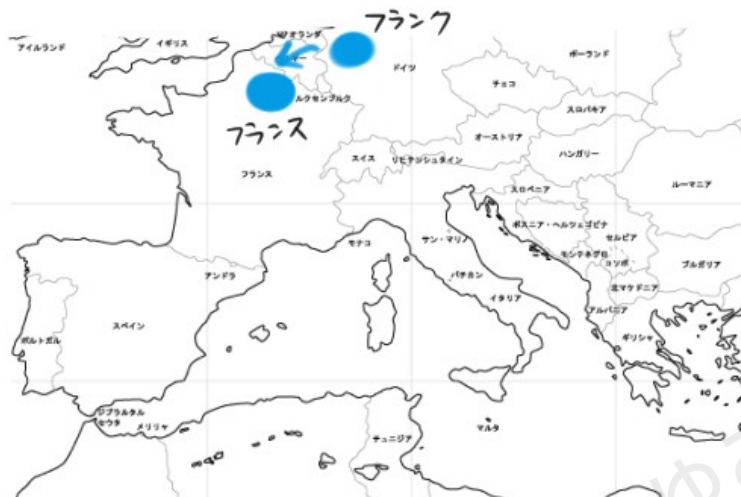 フランク
アイルランド
イギリス
オランダ
ドイツ
ポーランド
チェコ
ルクセンブルク
スロバキア
フランス
オーストリア
スイス
リヒテンシュタイン
ハンガリー
フランス
スロベニア
ルーマニア
ボスニア・ヘルツェゴビナ
サン・マリノ
セルビア
モナコ
モンテネグロ
コソボ
ブルガリア
アンドラ
バチカン
北マケドニア
イタリア
アルバニア
スペイン
ポルトガル
ギリシャ
ジブラルタル
セウタ
メリリャ
マルタ
チュニジア